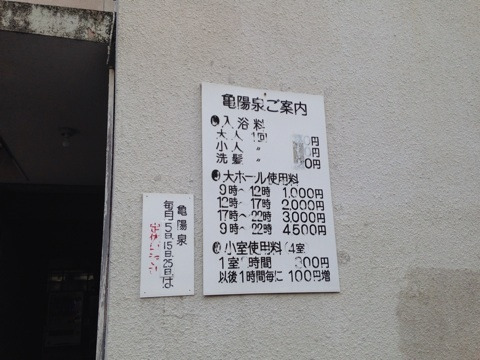 亀陽泉ご案内
入浴料
大人 1回 円
小人 〃 円
洗髪 〃 0円
大ホール使用料
9時~12時 1,000円
12時~17時 2,000円
17時~22時 3,000円
9時~22時 4500円
小室使用料/4室
1室1時間 300円
以後1時間毎に100円増
亀陽泉
毎月5日15日25日は